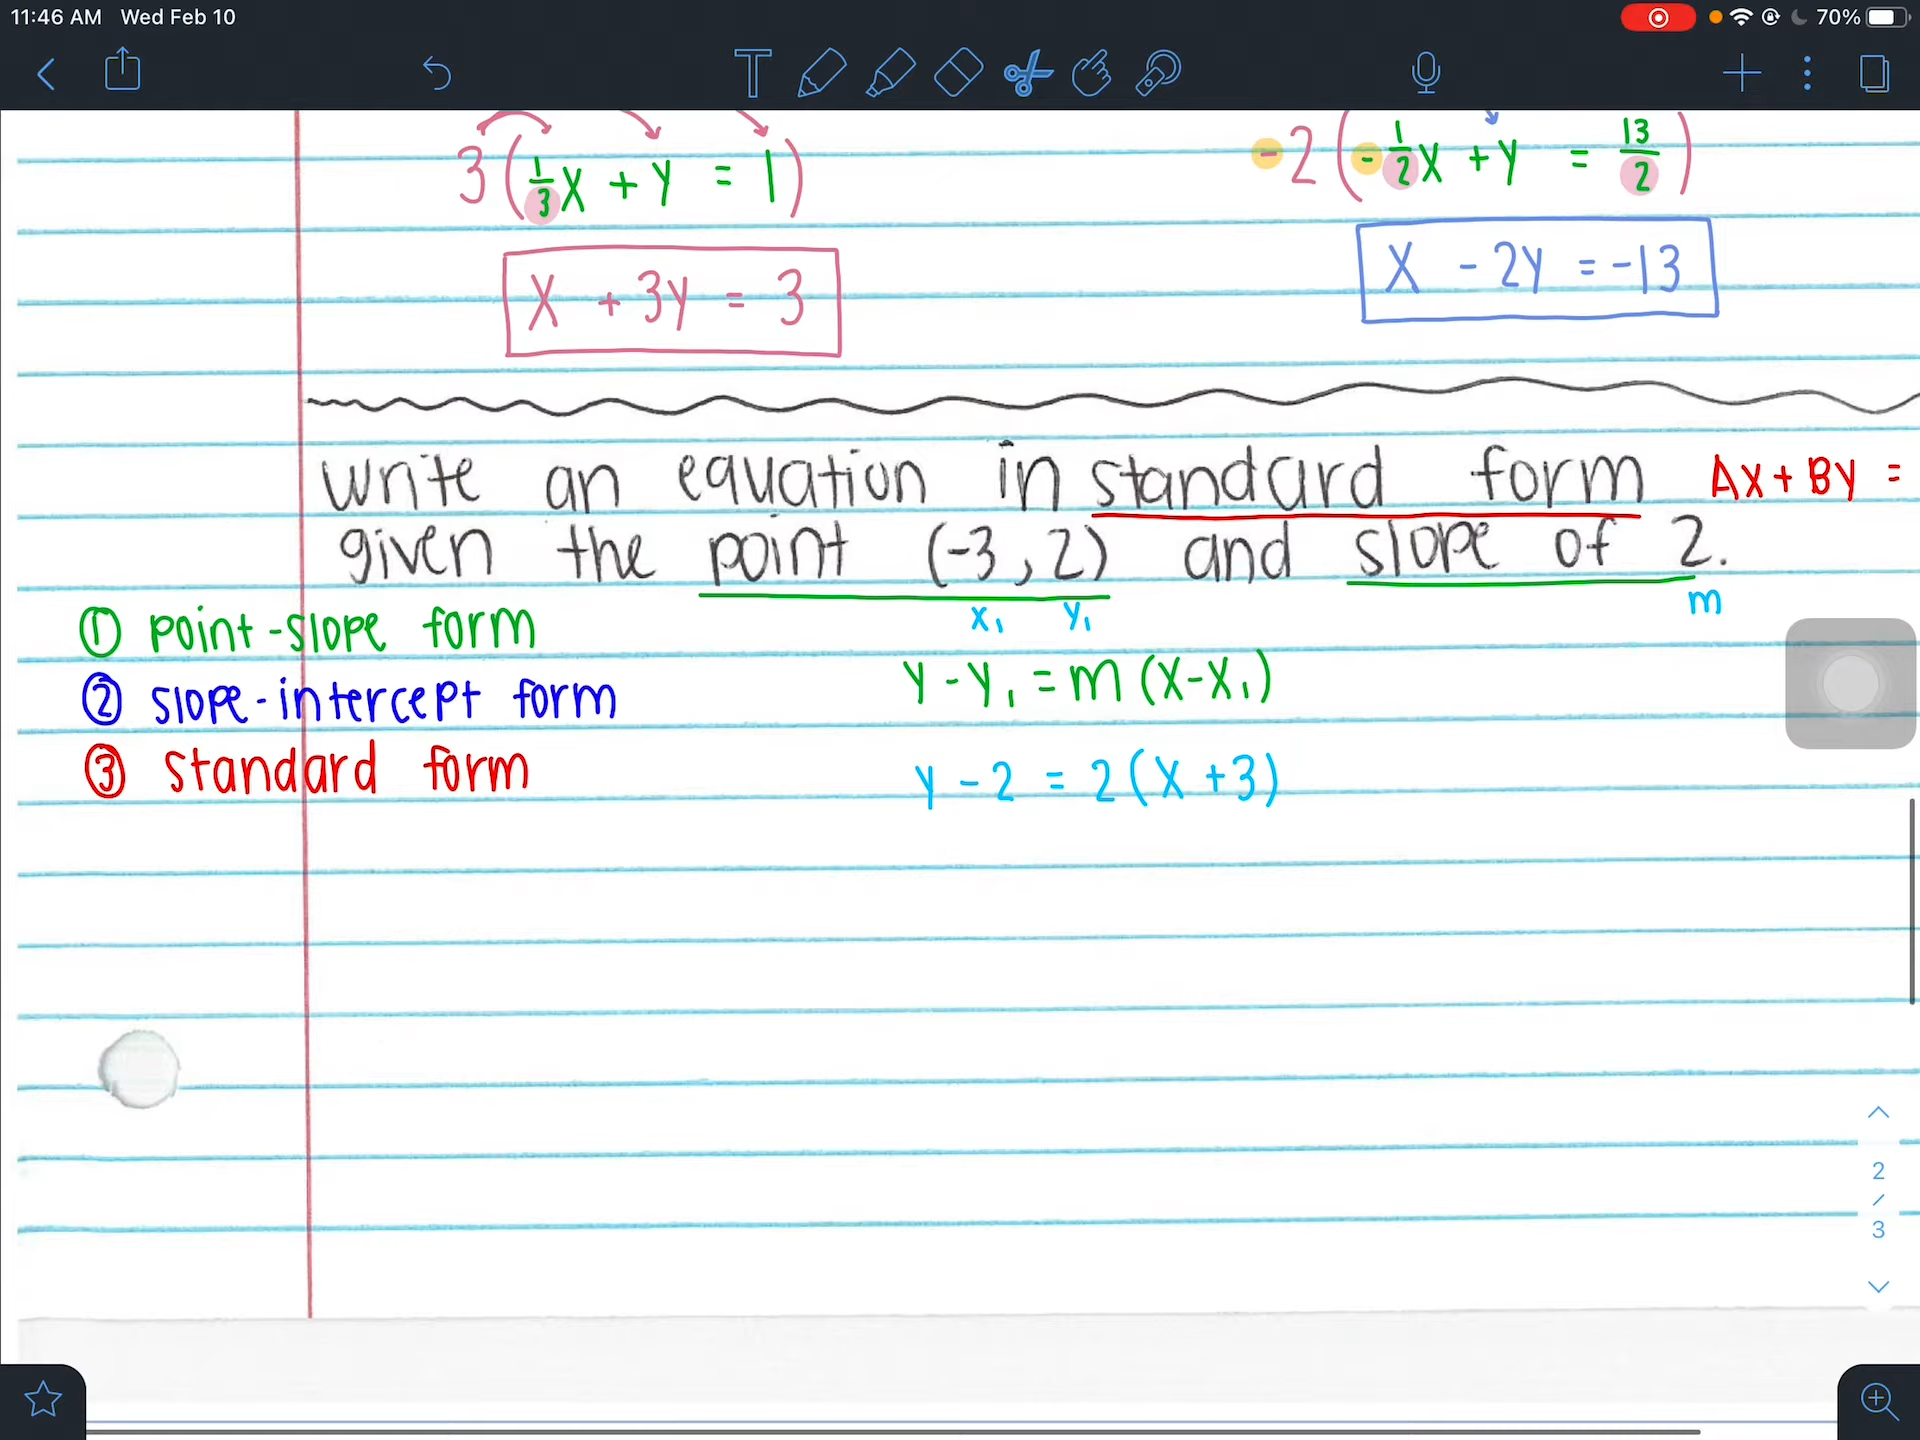 11:46 AM Wed Feb 10
70%
T
3(1/3x + y = 1)
-2(-1/2x + y = 13/2)
x + 3y = 3
x - 2y = -13
write an equation in standard form Ax + By =
given the point (-3, 2) and slope of 2.
x₁ y₁ m
① point-slope form
y - y₁ = m(x - x₁)
② slope-intercept form
③ standard form
y - 2 = 2(x + 3)
2
/
3